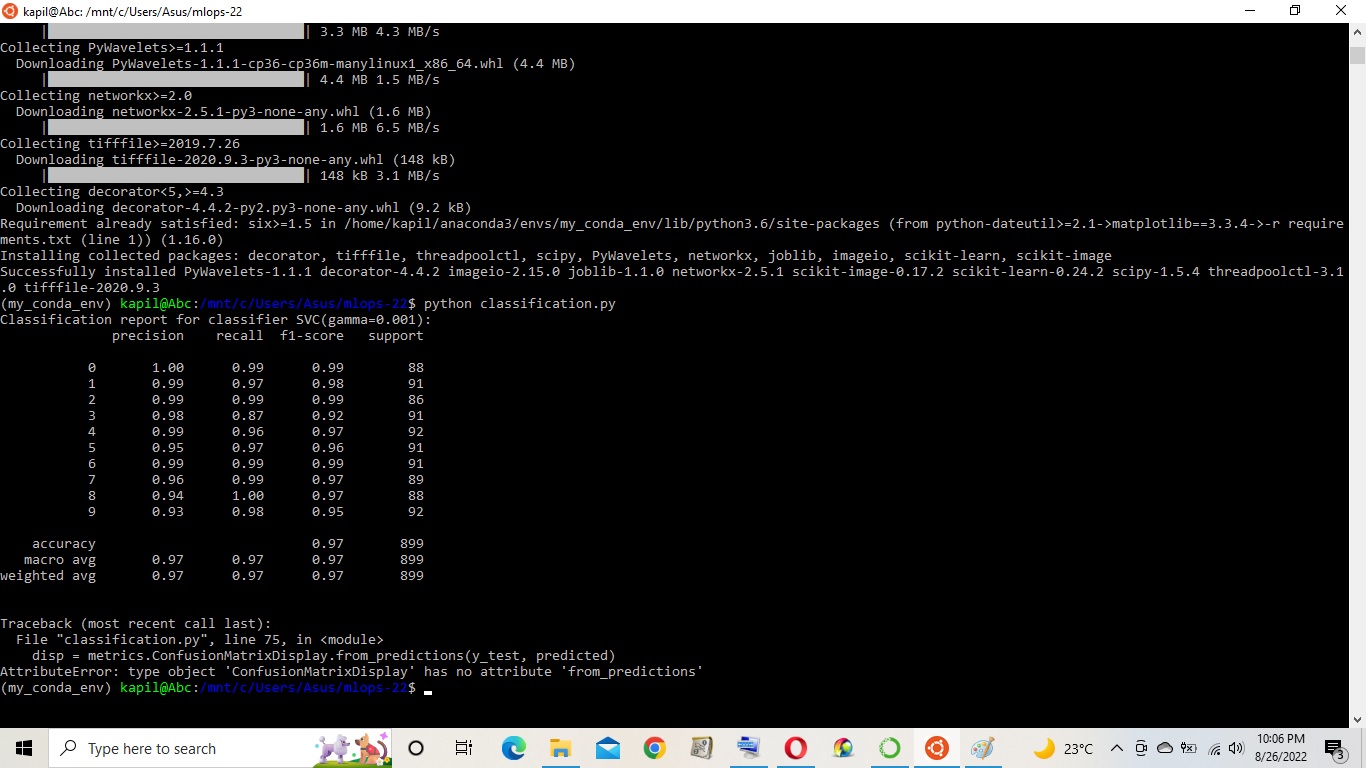 kapil@Abc: /mnt/c/Users/Asus/mlops-22
| 3.3 MB 4.3 MB/s
Collecting PyWavelets>=1.1.1
Downloading PyWavelets-1.1.1-cp36-cp36m-manylinux1_x86_64.whl (4.4 MB)
| | 4.4 MB 1.5 MB/s
Collecting networkx>=2.0
Downloading networkx-2.5.1-py3-none-any.whl (1.6 MB)
| | 1.6 MB 6.5 MB/s
Collecting tifffile>=2019.7.26
Downloading tifffile-2020.9.3-py3-none-any.whl (148 kB)
| | 148 kB 3.1 MB/s
Collecting decorator<5,>=4.3
Downloading decorator-4.4.2-py2.py3-none-any.whl (9.2 kB)
Requirement already satisfied: six>=1.5 in /home/kapil/anaconda3/envs/my_conda_env/lib/python3.6/site-packages (from python-dateutil>=2.1->matplotlib==3.3.4->-r require
ments.txt (line 1)) (1.16.0)
Installing collected packages: decorator, tifffile, threadpoolctl, scipy, PyWavelets, networkx, joblib, imageio, scikit-learn, scikit-image
Successfully installed PyWavelets-1.1.1 decorator-4.4.2 imageio-2.15.0 joblib-1.1.0 networkx-2.5.1 scikit-image-0.17.2 scikit-learn-0.24.2 scipy-1.5.4 threadpoolctl-3.1
.0 tifffile-2020.9.3
(my_conda_env) kapil@Abc:/mnt/c/Users/Asus/mlops-22$ python classification.py
Classification report for classifier SVC(gamma=0.001):
precision recall f1-score support
0 1.00 0.99 0.99 88
1 0.99 0.97 0.98 91
2 0.99 0.99 0.99 86
3 0.98 0.87 0.92 91
4 0.99 0.96 0.97 92
5 0.95 0.97 0.96 91
6 0.99 0.99 0.99 91
7 0.96 0.99 0.97 89
8 0.94 1.00 0.97 88
9 0.93 0.98 0.95 92
accuracy 0.97 899
macro avg 0.97 0.97 0.97 899
weighted avg 0.97 0.97 0.97 899
Traceback (most recent call last):
File "classification.py", line 75, in <module>
disp = metrics.ConfusionMatrixDisplay.from_predictions(y_test, predicted)
AttributeError: type object 'ConfusionMatrixDisplay' has no attribute 'from_predictions'
(my_conda_env) kapil@Abc:/mnt/c/Users/Asus/mlops-22$
Type here to search
23°C
10:06 PM
8/26/2022
3